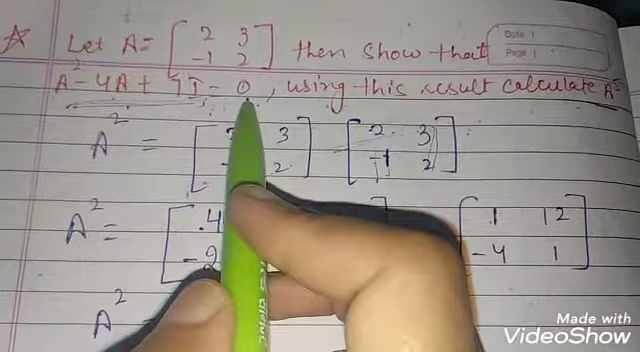 Let A = [ 2 3 -1 2 ] then show that
A² - 4A + 7I = 0, using this result calculate A⁵
A² = [ 3 2 ] [ 2 3 -1 2 ]
A² = [ 4 -2 ] [ 1 12 -4 1 ]
A² =
Date
Page
Made with
VideoShow